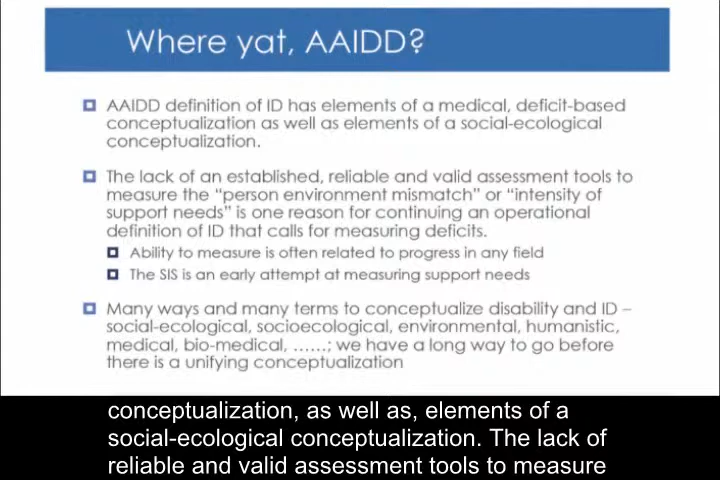 Where yat, AAIDD?
AAIDD definition of ID has elements of a medical, deficit-based
conceptualization as well as elements of a social-ecological
conceptualization.
The lack of an established, reliable and valid assessment tools to
measure the “person environment mismatch” or “intensity of
support needs” is one reason for continuing an operational
definition of ID that calls for measuring deficits.
Ability to measure is often related to progress in any field
The SIS is an early attempt at measuring support needs
Many ways and many terms to conceptualize disability and ID –
social-ecological, socioecological, environmental, humanistic,
medical, bio-medical, ……; we have a long way to go before
there is a unifying conceptualization
conceptualization, as well as, elements of a
social-ecological conceptualization. The lack of
reliable and valid assessment tools to measure